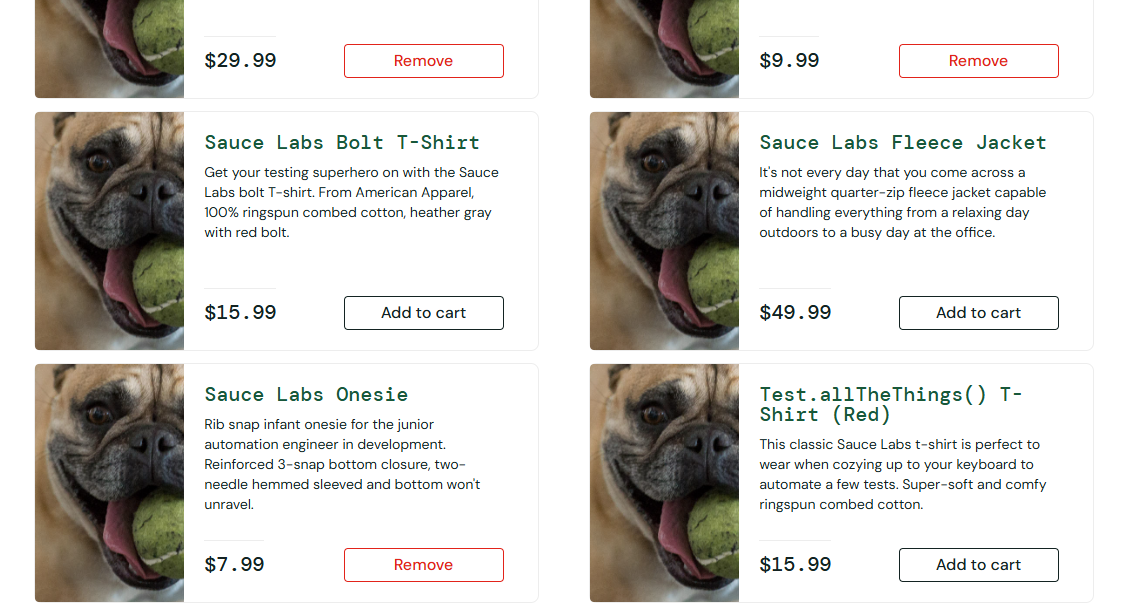 $29.99
Remove
$9.99
Remove
Sauce Labs Bolt T-Shirt
Get your testing superhero on with the Sauce
Labs bolt T-shirt. From American Apparel,
100% ringspun combed cotton, heather gray
with red bolt.
$15.99
Add to cart
Sauce Labs Fleece Jacket
It's not every day that you come across a
midweight quarter-zip fleece jacket capable
of handling everything from a relaxing day
outdoors to a busy day at the office.
$49.99
Add to cart
Sauce Labs Onesie
Rib snap infant onesie for the junior
automation engineer in development.
Reinforced 3-snap bottom closure, two-
needle hemmed sleeved and bottom won't
unravel.
$7.99
Remove
Test.allTheThings() T-
Shirt (Red)
This classic Sauce Labs t-shirt is perfect to
wear when cozying up to your keyboard to
automate a few tests. Super-soft and comfy
ringspun combed cotton.
$15.99
Add to cart